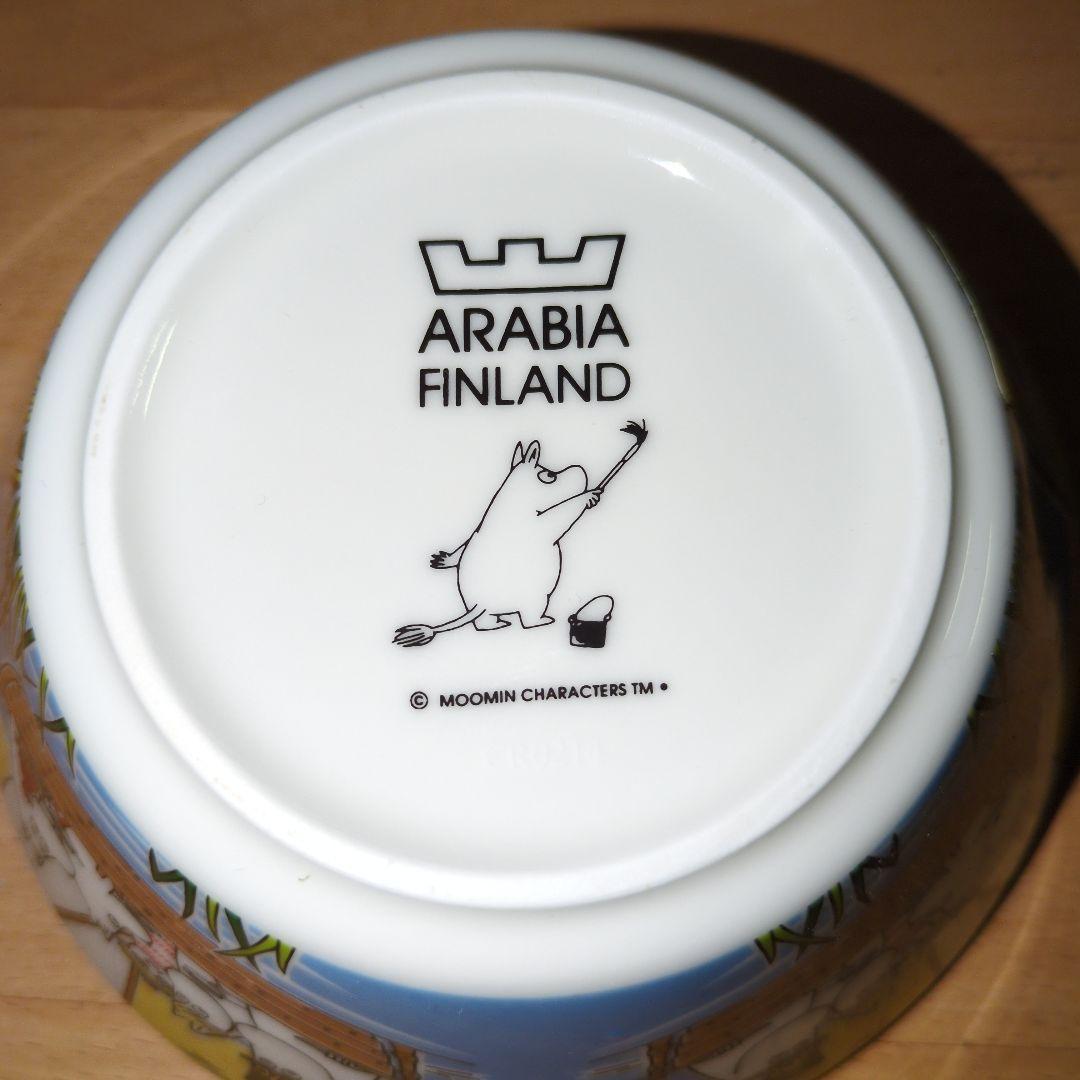 ARABIA
FINLAND
© MOOMIN CHARACTERS TM •